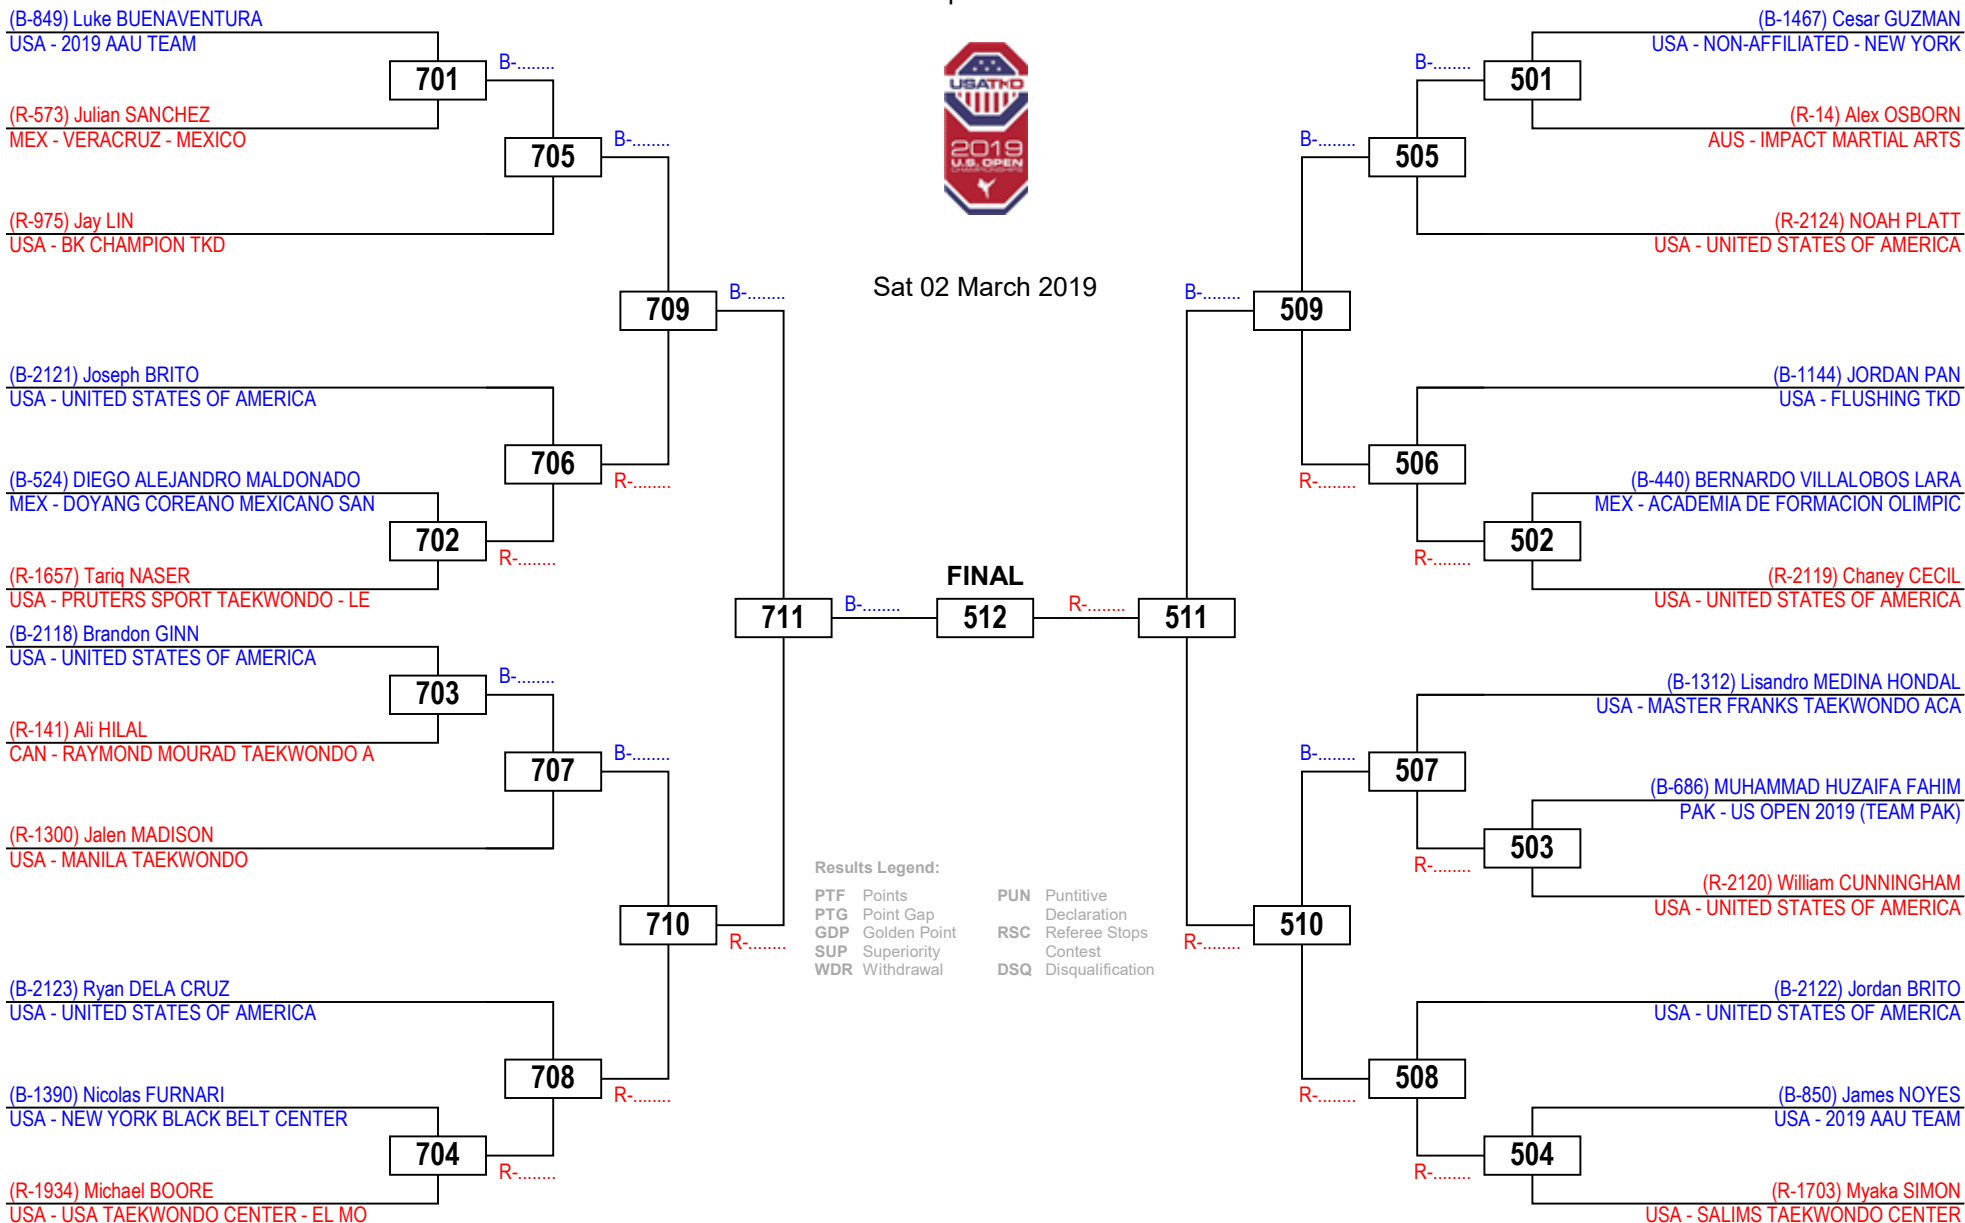 (B-849) Luke BUENAVENTURA
USA - 2019 AAU TEAM
701
B-........
(R-573) Julian SANCHEZ
MEX - VERACRUZ - MEXICO
705
B-........
(R-975) Jay LIN
USA - BK CHAMPION TKD
709
B-........
(B-2121) Joseph BRITO
USA - UNITED STATES OF AMERICA
706
R-........
(B-524) DIEGO ALEJANDRO MALDONADO
MEX - DOYANG COREANO MEXICANO SAN
702
R-........
(R-1657) Tariq NASER
USA - PRUTERS SPORT TAEKWONDO - LE
711
B-........
(B-2118) Brandon GINN
USA - UNITED STATES OF AMERICA
703
B-........
(R-141) Ali HILAL
CAN - RAYMOND MOURAD TAEKWONDO A
707
B-........
(R-1300) Jalen MADISON
USA - MANILA TAEKWONDO
710
R-........
(B-2123) Ryan DELA CRUZ
USA - UNITED STATES OF AMERICA
708
R-........
(B-1390) Nicolas FURNARI
USA - NEW YORK BLACK BELT CENTER
704
R-........
(R-1934) Michael BOORE
USA - USA TAEKWONDO CENTER - EL MO
USATKD
2019
U.S. OPEN
CHAMPIONSHIPS
Sat 02 March 2019
FINAL
512
Results Legend:
PTF Points
PTG Point Gap
GDP Golden Point
SUP Superiority
WDR Withdrawal
PUN Puntitive
Declaration
RSC Referee Stops
Contest
DSQ Disqualification
(B-1467) Cesar GUZMAN
USA - NON-AFFILIATED - NEW YORK
B-........
501
(R-14) Alex OSBORN
AUS - IMPACT MARTIAL ARTS
B-........
505
(R-2124) NOAH PLATT
USA - UNITED STATES OF AMERICA
B-........
509
(B-1144) JORDAN PAN
USA - FLUSHING TKD
506
R-........
(B-440) BERNARDO VILLALOBOS LARA
MEX - ACADEMIA DE FORMACION OLIMPIC
502
R-........
(R-2119) Chaney CECIL
USA - UNITED STATES OF AMERICA
R-........
511
(B-1312) Lisandro MEDINA HONDAL
USA - MASTER FRANKS TAEKWONDO ACA
B-........
507
(B-686) MUHAMMAD HUZAIFA FAHIM
PAK - US OPEN 2019 (TEAM PAK)
503
R-........
(R-2120) William CUNNINGHAM
USA - UNITED STATES OF AMERICA
510
R-........
(B-2122) Jordan BRITO
USA - UNITED STATES OF AMERICA
508
R-........
(B-850) James NOYES
USA - 2019 AAU TEAM
504
R-........
(R-1703) Myaka SIMON
USA - SALIMS TAEKWONDO CENTER